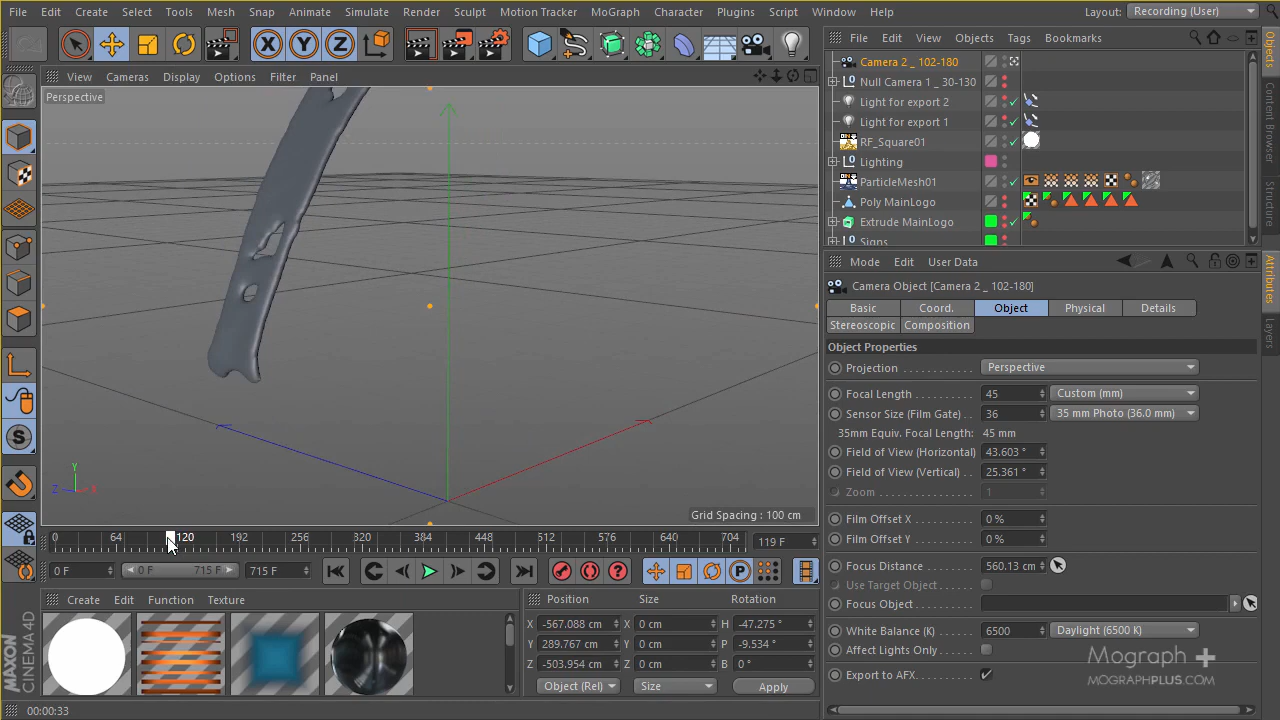 File Edit Create Select Tools Mesh Snap Animate Simulate Render Sculpt Motion Tracker MoGraph Character Plugins Script Window Help Layout: Recording (User)
View Cameras Display Options Filter Panel
Perspective
Grid Spacing : 100 cm
0 64 120 192 256 320 384 448 512 576 640 704 119 F
0 F 0 F 715 F 715 F
Create Edit Function Texture
Position Size Rotation
X -567.088 cm X 0 cm H -47.275 °
Y 289.767 cm Y 0 cm P -9.534 °
Z -503.954 cm Z 0 cm B 0 °
Object (Rel) Size Apply
00:00:33
MAXON
CINEMA 4D
File Edit View Objects Tags Bookmarks
Camera 2 _ 102-180
Null Camera 1 _ 30-130
Light for export 2
Light for export 1
RF_Square01
Lighting
ParticleMesh01
Poly MainLogo
Extrude MainLogo
Signs
Mode Edit User Data
Camera Object [Camera 2 _ 102-180]
Basic Coord. Object Physical Details
Stereoscopic Composition
Object Properties
Projection Perspective
Focal Length 45 Custom (mm)
Sensor Size (Film Gate) 36 35 mm Photo (36.0 mm)
35mm Equiv. Focal Length: 45 mm
Field of View (Horizontal) 43.603 °
Field of View (Vertical) 25.361 °
Zoom 1
Film Offset X 0 %
Film Offset Y 0 %
Focus Distance 560.13 cm
Use Target Object
Focus Object
White Balance (K) 6500 Daylight (6500 K)
Affect Lights Only
Export to AFX
Mograph +
MOGRAPHPLUS.COM
Objects
Content Browser
Structure
Attributes
Layers
X Y Z
Y
Z X